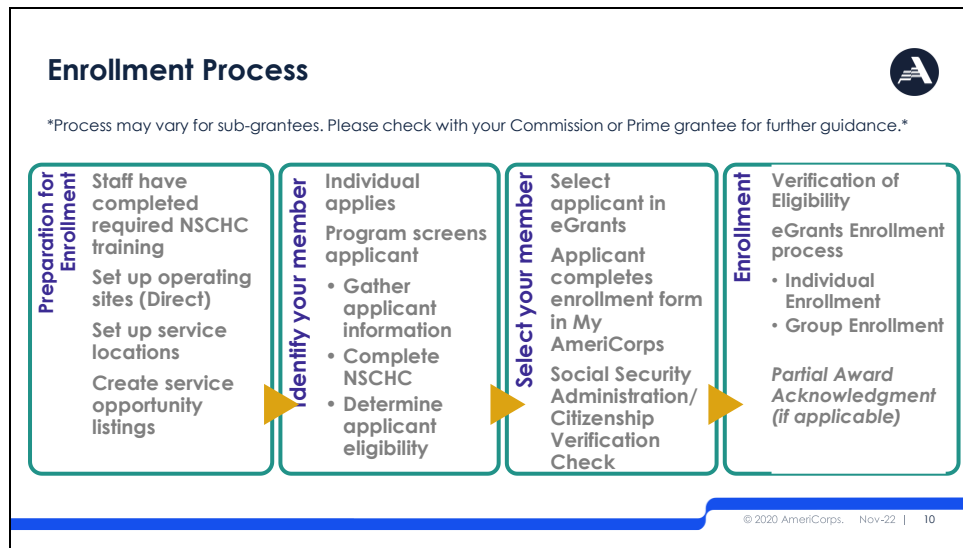 Enrollment Process
*Process may vary for sub-grantees. Please check with your Commission or Prime grantee for further guidance.*
Preparation for
Enrollment
Staff have
completed
required NSCHC
training
Set up operating
sites (Direct)
Set up service
locations
Create service
opportunity
listings
Identify your member
Individual
applies
Program screens
applicant
• Gather
applicant
information
• Complete
NSCHC
• Determine
applicant
eligibility
Select your member
Select
applicant in
eGrants
Applicant
completes
enrollment form
in My
AmeriCorps
Social Security
Administration/
Citizenship
Verification
Check
Enrollment
Verification of
Eligibility
eGrants Enrollment
process
• Individual
Enrollment
• Group Enrollment
Partial Award
Acknowledgment
(if applicable)
© 2020 AmeriCorps. Nov-22 | 10